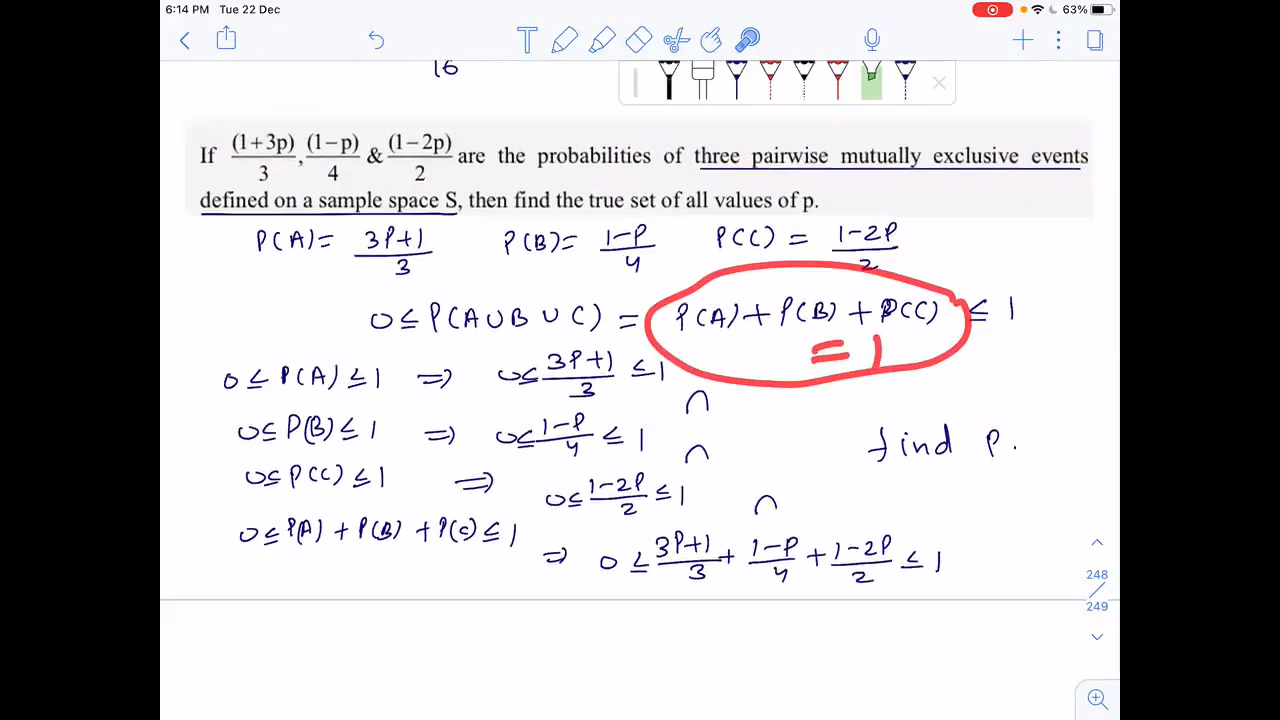 6:14 PM Tue 22 Dec
63%
16
If (1+3p)/3, (1−p)/4 & (1−2p)/2 are the probabilities of three pairwise mutually exclusive events
defined on a sample space S, then find the true set of all values of p.
P(A) = 3P+1/3 P(B) = 1-P/4 P(C) = 1-2P/2
0 ≤ P(A∪B∪C) = P(A) + P(B) + P(C) ≤ 1
= 1
0 ≤ P(A) ≤ 1 ⇒ 0 ≤ 3P+1/3 ≤ 1
∩
0 ≤ P(B) ≤ 1 ⇒ 0 ≤ 1-P/4 ≤ 1
find P.
∩
0 ≤ P(C) ≤ 1 ⇒ 0 ≤ 1-2P/2 ≤ 1
∩
0 ≤ P(A) + P(B) + P(C) ≤ 1
⇒ 0 ≤ 3P+1/3 + 1-P/4 + 1-2P/2 ≤ 1
248
/
249